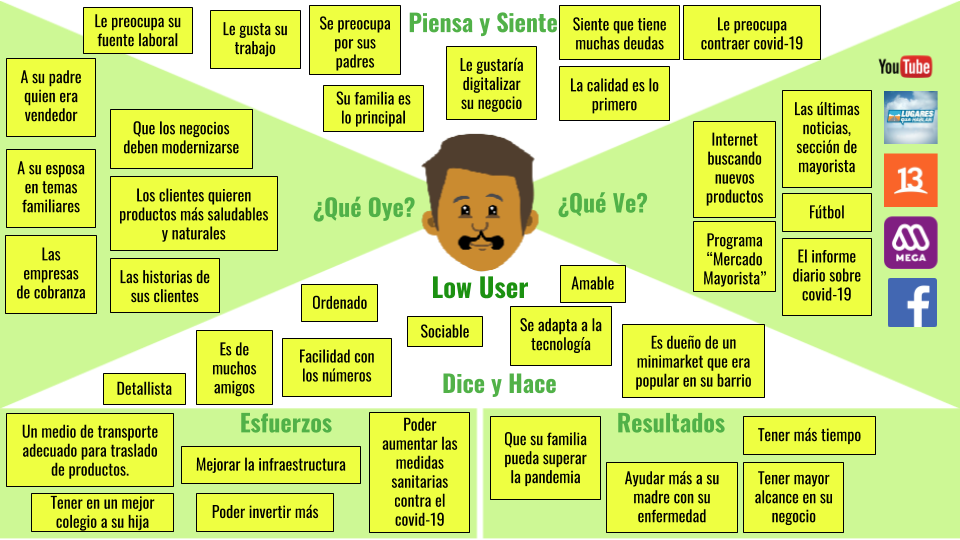 Piensa y Siente
Le preocupa su
fuente laboral
Le gusta su
trabajo
Se preocupa
por sus
padres
Su familia es
lo principal
Le gustaría
digitalizar
su negocio
Siente que tiene
muchas deudas
Le preocupa
contraer covid-19
La calidad es lo
primero
¿Qué Oye?
A su padre
quien era
vendedor
Que los negocios
deben modernizarse
A su esposa
en temas
familiares
Los clientes quieren
productos más saludables
y naturales
Las
empresas
de cobranza
Las historias de
sus clientes
¿Qué Ve?
Internet
buscando
nuevos
productos
Las últimas
noticias,
sección de
mayorista
Fútbol
Programa
“Mercado
Mayorista”
El informe
diario sobre
covid-19
YouTube
LUGARES
QUE HABLAN
13
MEGA
f
Low User
Ordenado
Amable
Sociable
Se adapta a la
tecnología
Es de
muchos
amigos
Facilidad con
los números
Es dueño de un
minimarket que era
popular en su barrio
Detallista
Dice y Hace
Esfuerzos
Un medio de transporte
adecuado para traslado
de productos.
Mejorar la infraestructura
Poder
aumentar las
medidas
sanitarias
contra el
covid-19
Tener en un mejor
colegio a su hija
Poder invertir más
Resultados
Que su familia
pueda superar
la pandemia
Tener más tiempo
Ayudar más a su
madre con su
enfermedad
Tener mayor
alcance en su
negocio